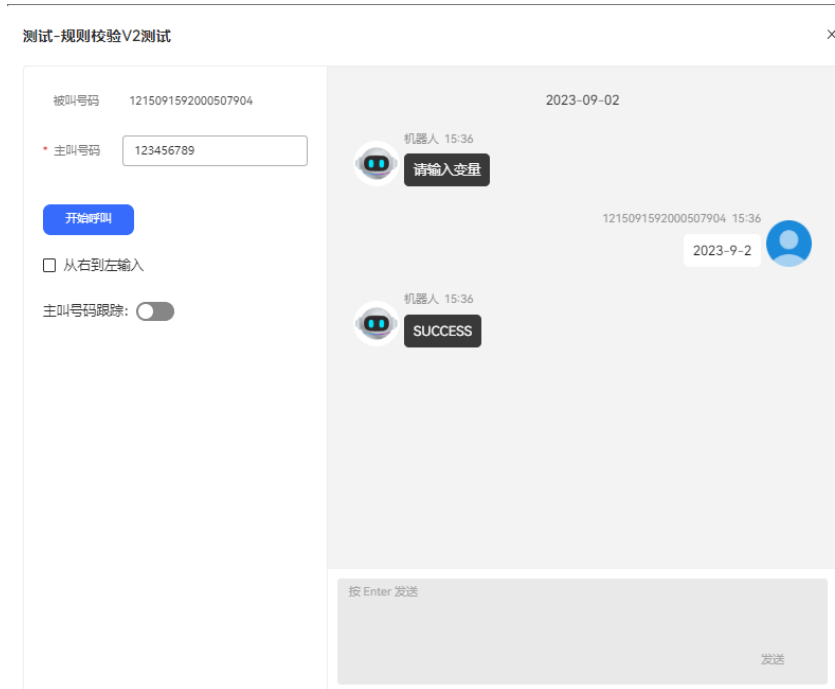 测试-规则校验V2测试
被叫号码 1215091592000507904
* 主叫号码 123456789
开始呼叫
从右到左输入
主叫号码跟踪:
2023-09-02
机器人 15:36
请输入变量
1215091592000507904 15:36
2023-9-2
机器人 15:36
SUCCESS
按 Enter 发送
发送